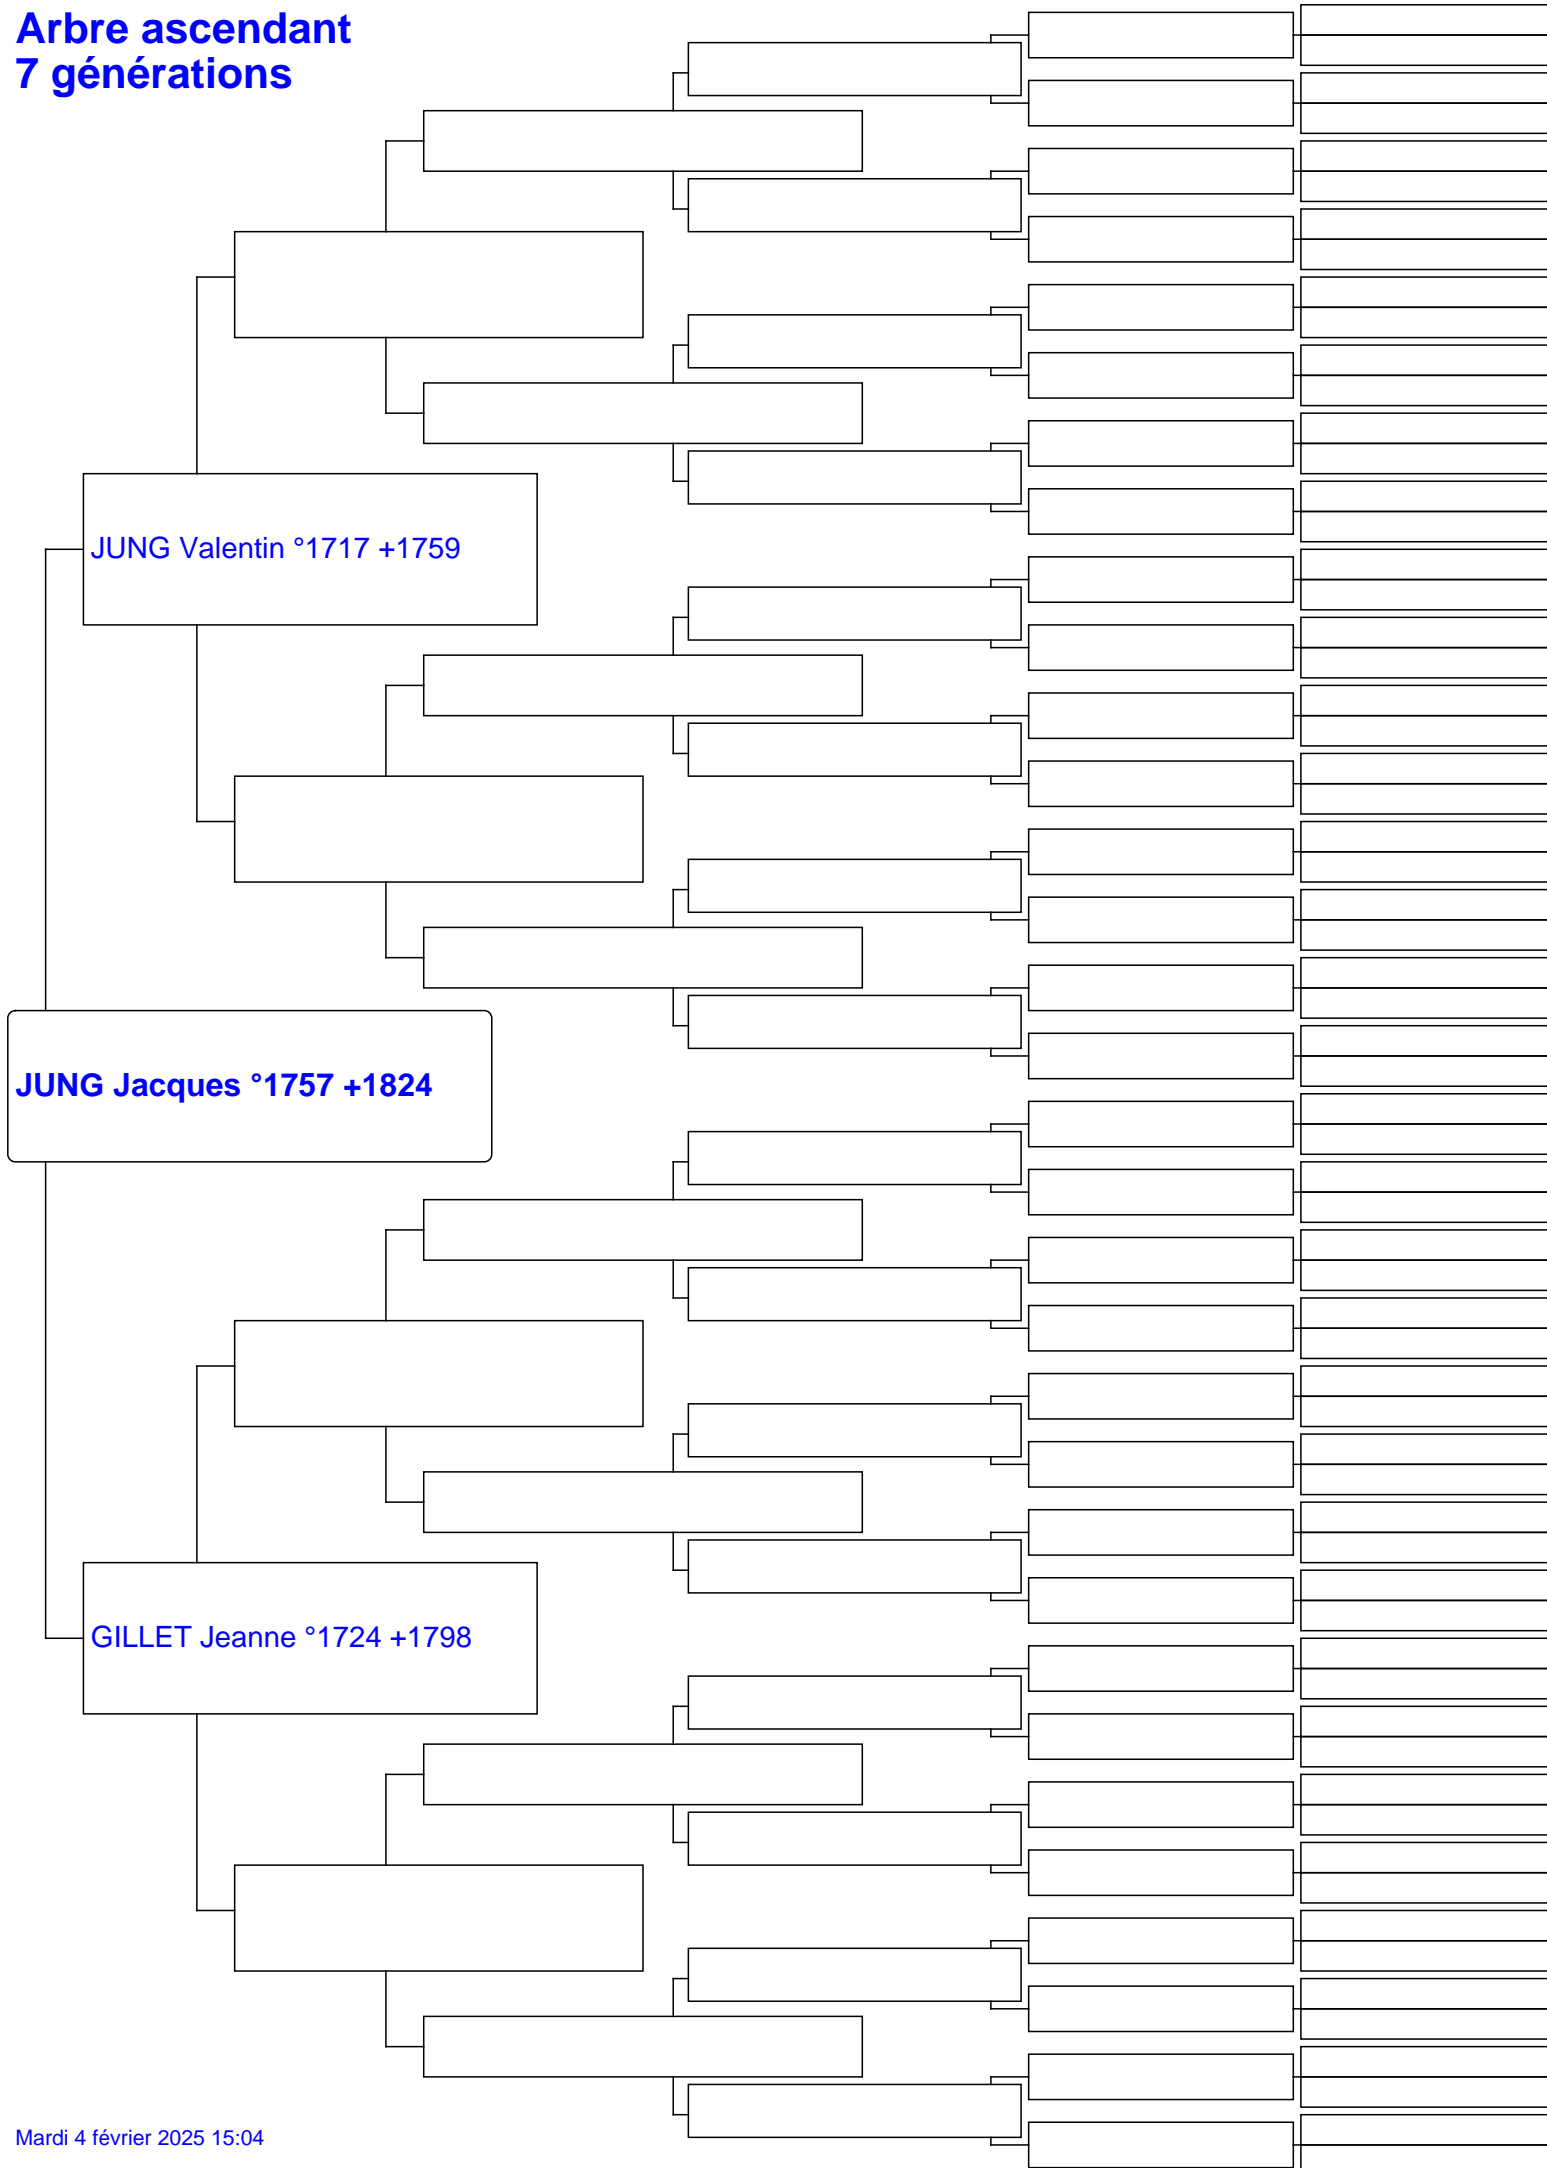 Arbre ascendant
7 générations
JUNG Valentin °1717 +1759
JUNG Jacques °1757 +1824
GILLET Jeanne °1724 +1798
Mardi 4 février 2025 15:04